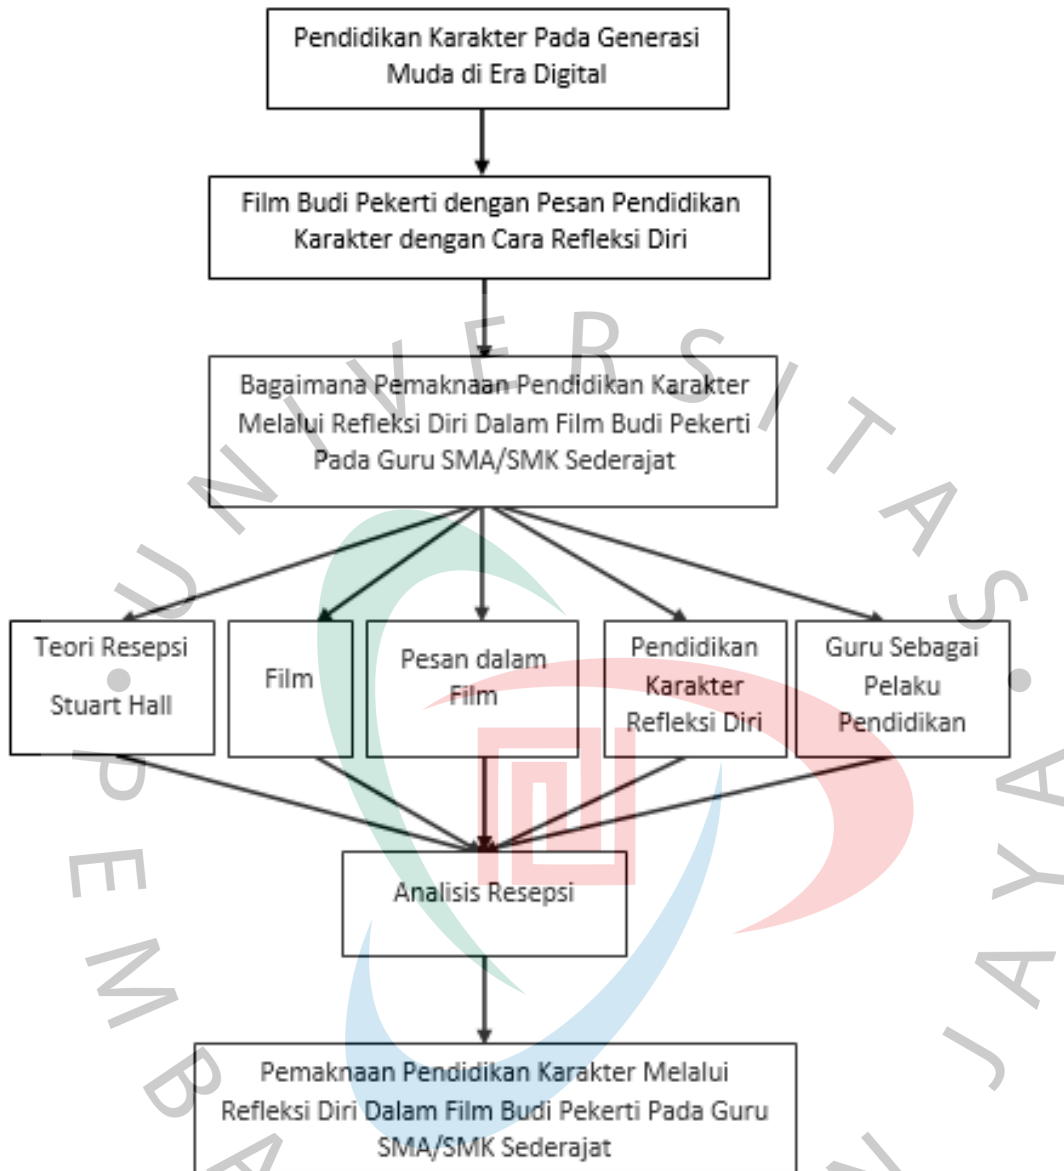 Pendidikan Karakter Pada Generasi
Muda di Era Digital
Film Budi Pekerti dengan Pesan Pendidikan
Karakter dengan Cara Refleksi Diri
Bagaimana Pemaknaan Pendidikan Karakter
Melalui Refleksi Diri Dalam Film Budi Pekerti
Pada Guru SMA/SMK Sederajat
Teori Resepsi
Stuart Hall
Film
Pesan dalam
Film
Pendidikan
Karakter
Refleksi Diri
Guru Sebagai
Pelaku
Pendidikan
Analisis Resepsi
Pemaknaan Pendidikan Karakter Melalui
Refleksi Diri Dalam Film Budi Pekerti Pada Guru
SMA/SMK Sederajat
UNIVERSITAS
PEMBA
N JAYA